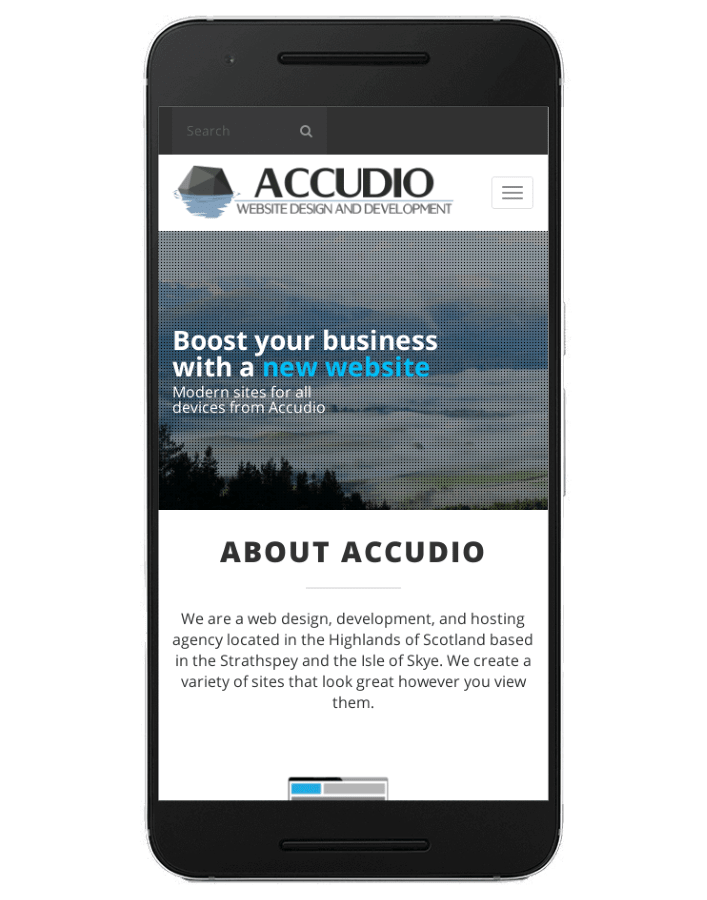 Search
ACCUDIO
WEBSITE DESIGN AND DEVELOPMENT
Boost your business
with a new website
Modern sites for all
devices from Accudio
ABOUT ACCUDIO
We are a web design, development, and hosting
agency located in the Highlands of Scotland based
in the Strathspey and the Isle of Skye. We create a
variety of sites that look great however you view
them.